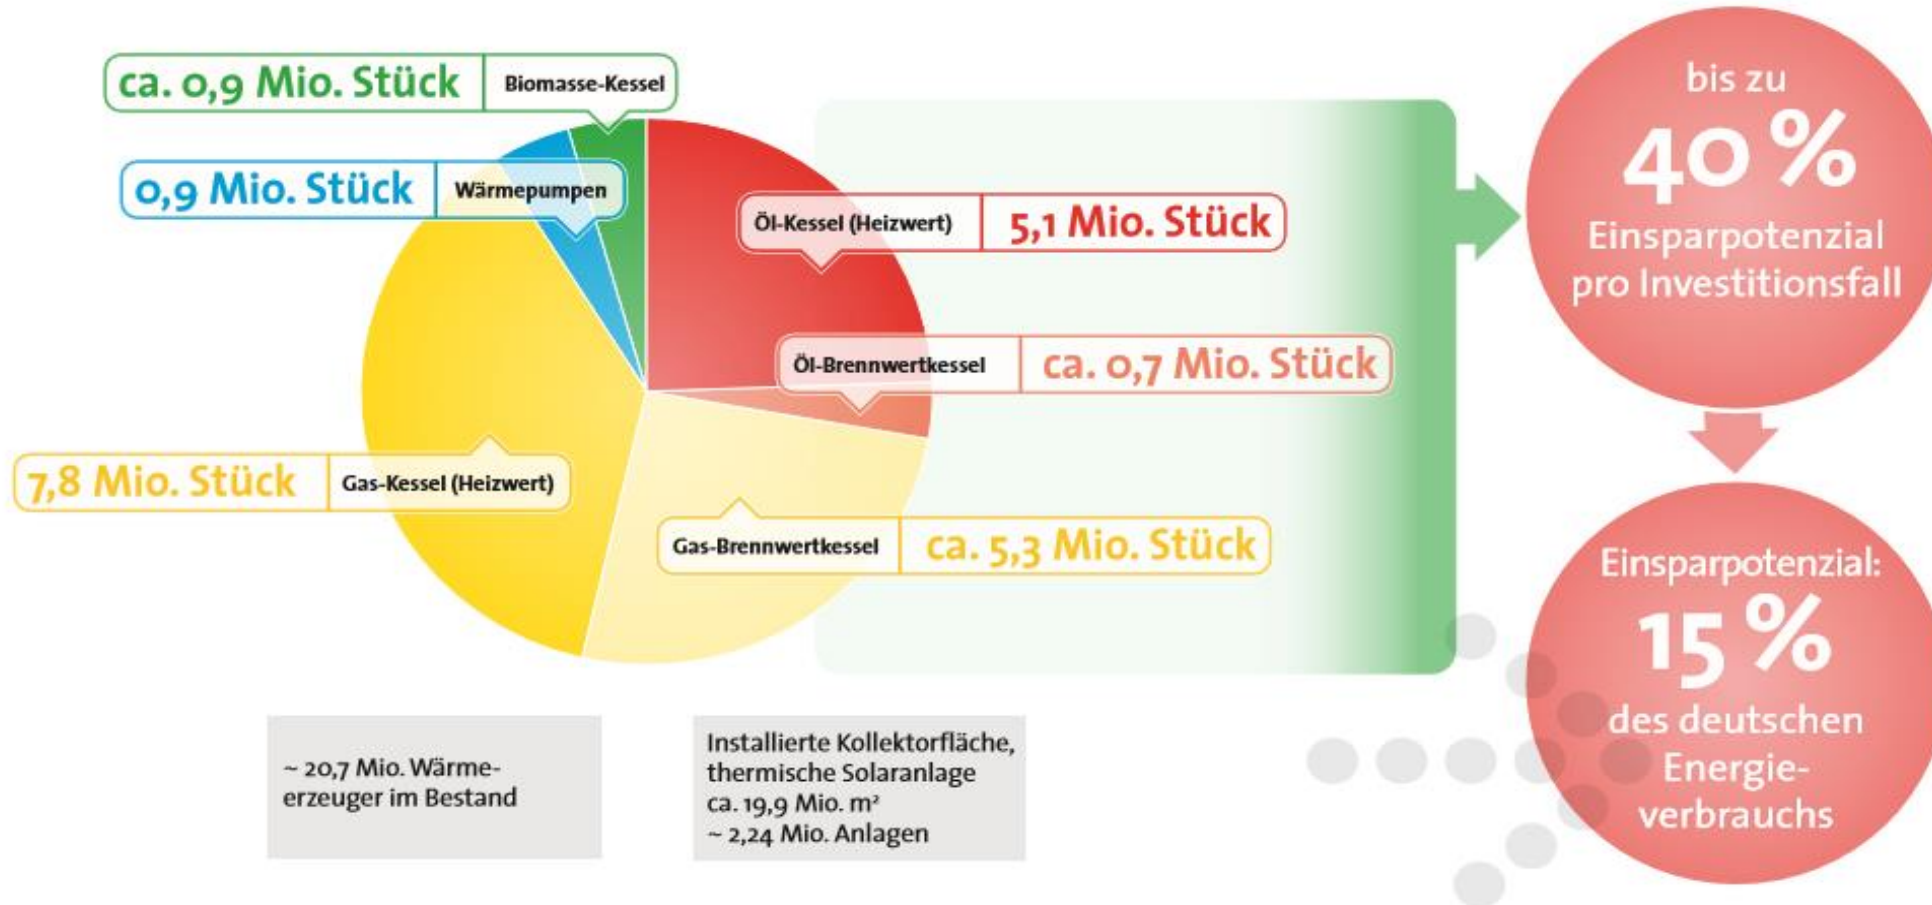 ca. 0,9 Mio. Stück Biomasse-Kessel
0,9 Mio. Stück Wärmepumpen
Öl-Kessel (Heizwert) 5,1 Mio. Stück
Öl-Brennwertkessel ca. 0,7 Mio. Stück
7,8 Mio. Stück Gas-Kessel (Heizwert)
Gas-Brennwertkessel ca. 5,3 Mio. Stück
~ 20,7 Mio. Wärme-
erzeuger im Bestand
Installierte Kollektorfläche,
thermische Solaranlage
ca. 19,9 Mio. m²
~ 2,24 Mio. Anlagen
bis zu
40 %
Einsparpotenzial
pro Investitionsfall
Einsparpotenzial:
15 %
des deutschen
Energie-
verbrauchs